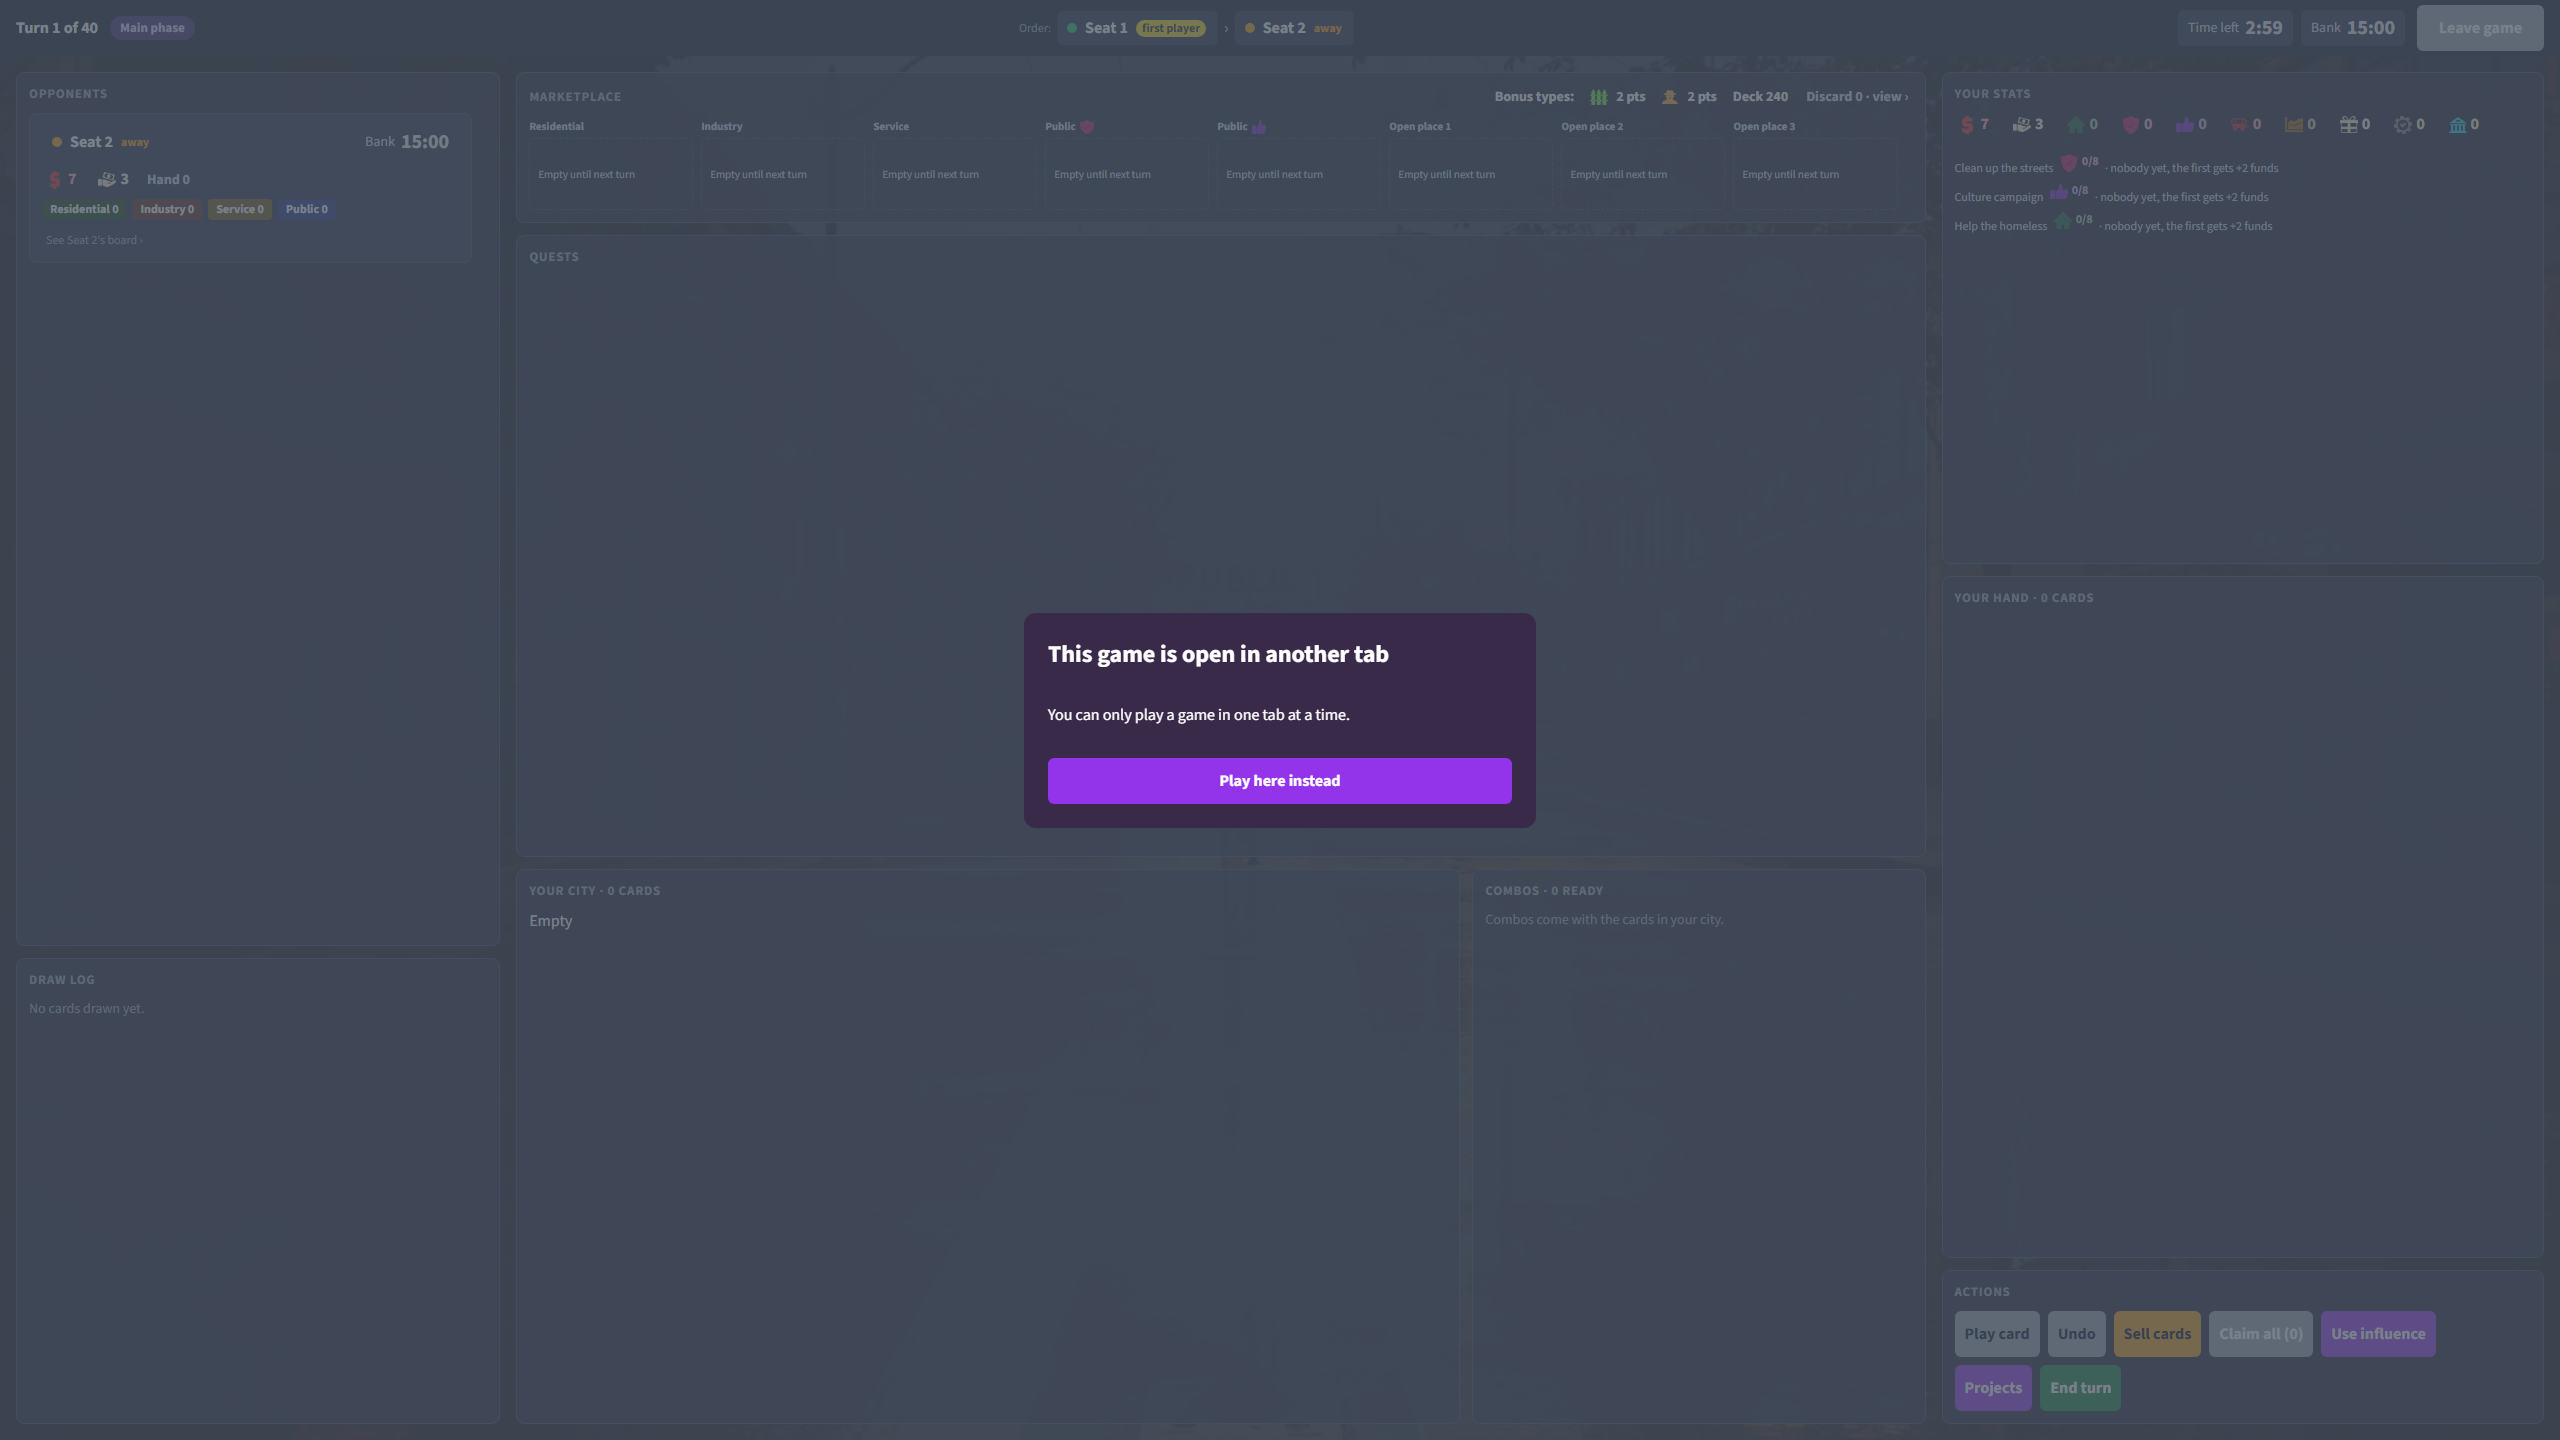 Turn 1 of 40 Main phase Order: Seat 1 first player › Seat 2 away Time left 2:59 Bank 15:00 Leave game
OPPONENTS
Seat 2 away Bank 15:00
7 3 Hand 0
Residential 0 Industry 0 Service 0 Public 0
See Seat 2's board ›
DRAW LOG
No cards drawn yet.
MARKETPLACE Bonus types: 2 pts 2 pts Deck 240 Discard 0 · view ›
Residential Industry Service Public Public Open place 1 Open place 2 Open place 3
Empty until next turn Empty until next turn Empty until next turn Empty until next turn Empty until next turn Empty until next turn Empty until next turn Empty until next turn
QUESTS
This game is open in another tab
You can only play a game in one tab at a time.
Play here instead
YOUR CITY · 0 CARDS
Empty
COMBOS · 0 READY
Combos come with the cards in your city.
YOUR STATS
7 3 0 0 0 0 0 0 0 0
Clean up the streets 0/8 · nobody yet, the first gets +2 funds
Culture campaign 0/8 · nobody yet, the first gets +2 funds
Help the homeless 0/8 · nobody yet, the first gets +2 funds
YOUR HAND · 0 CARDS
ACTIONS
Play card Undo Sell cards Claim all (0) Use influence
Projects End turn